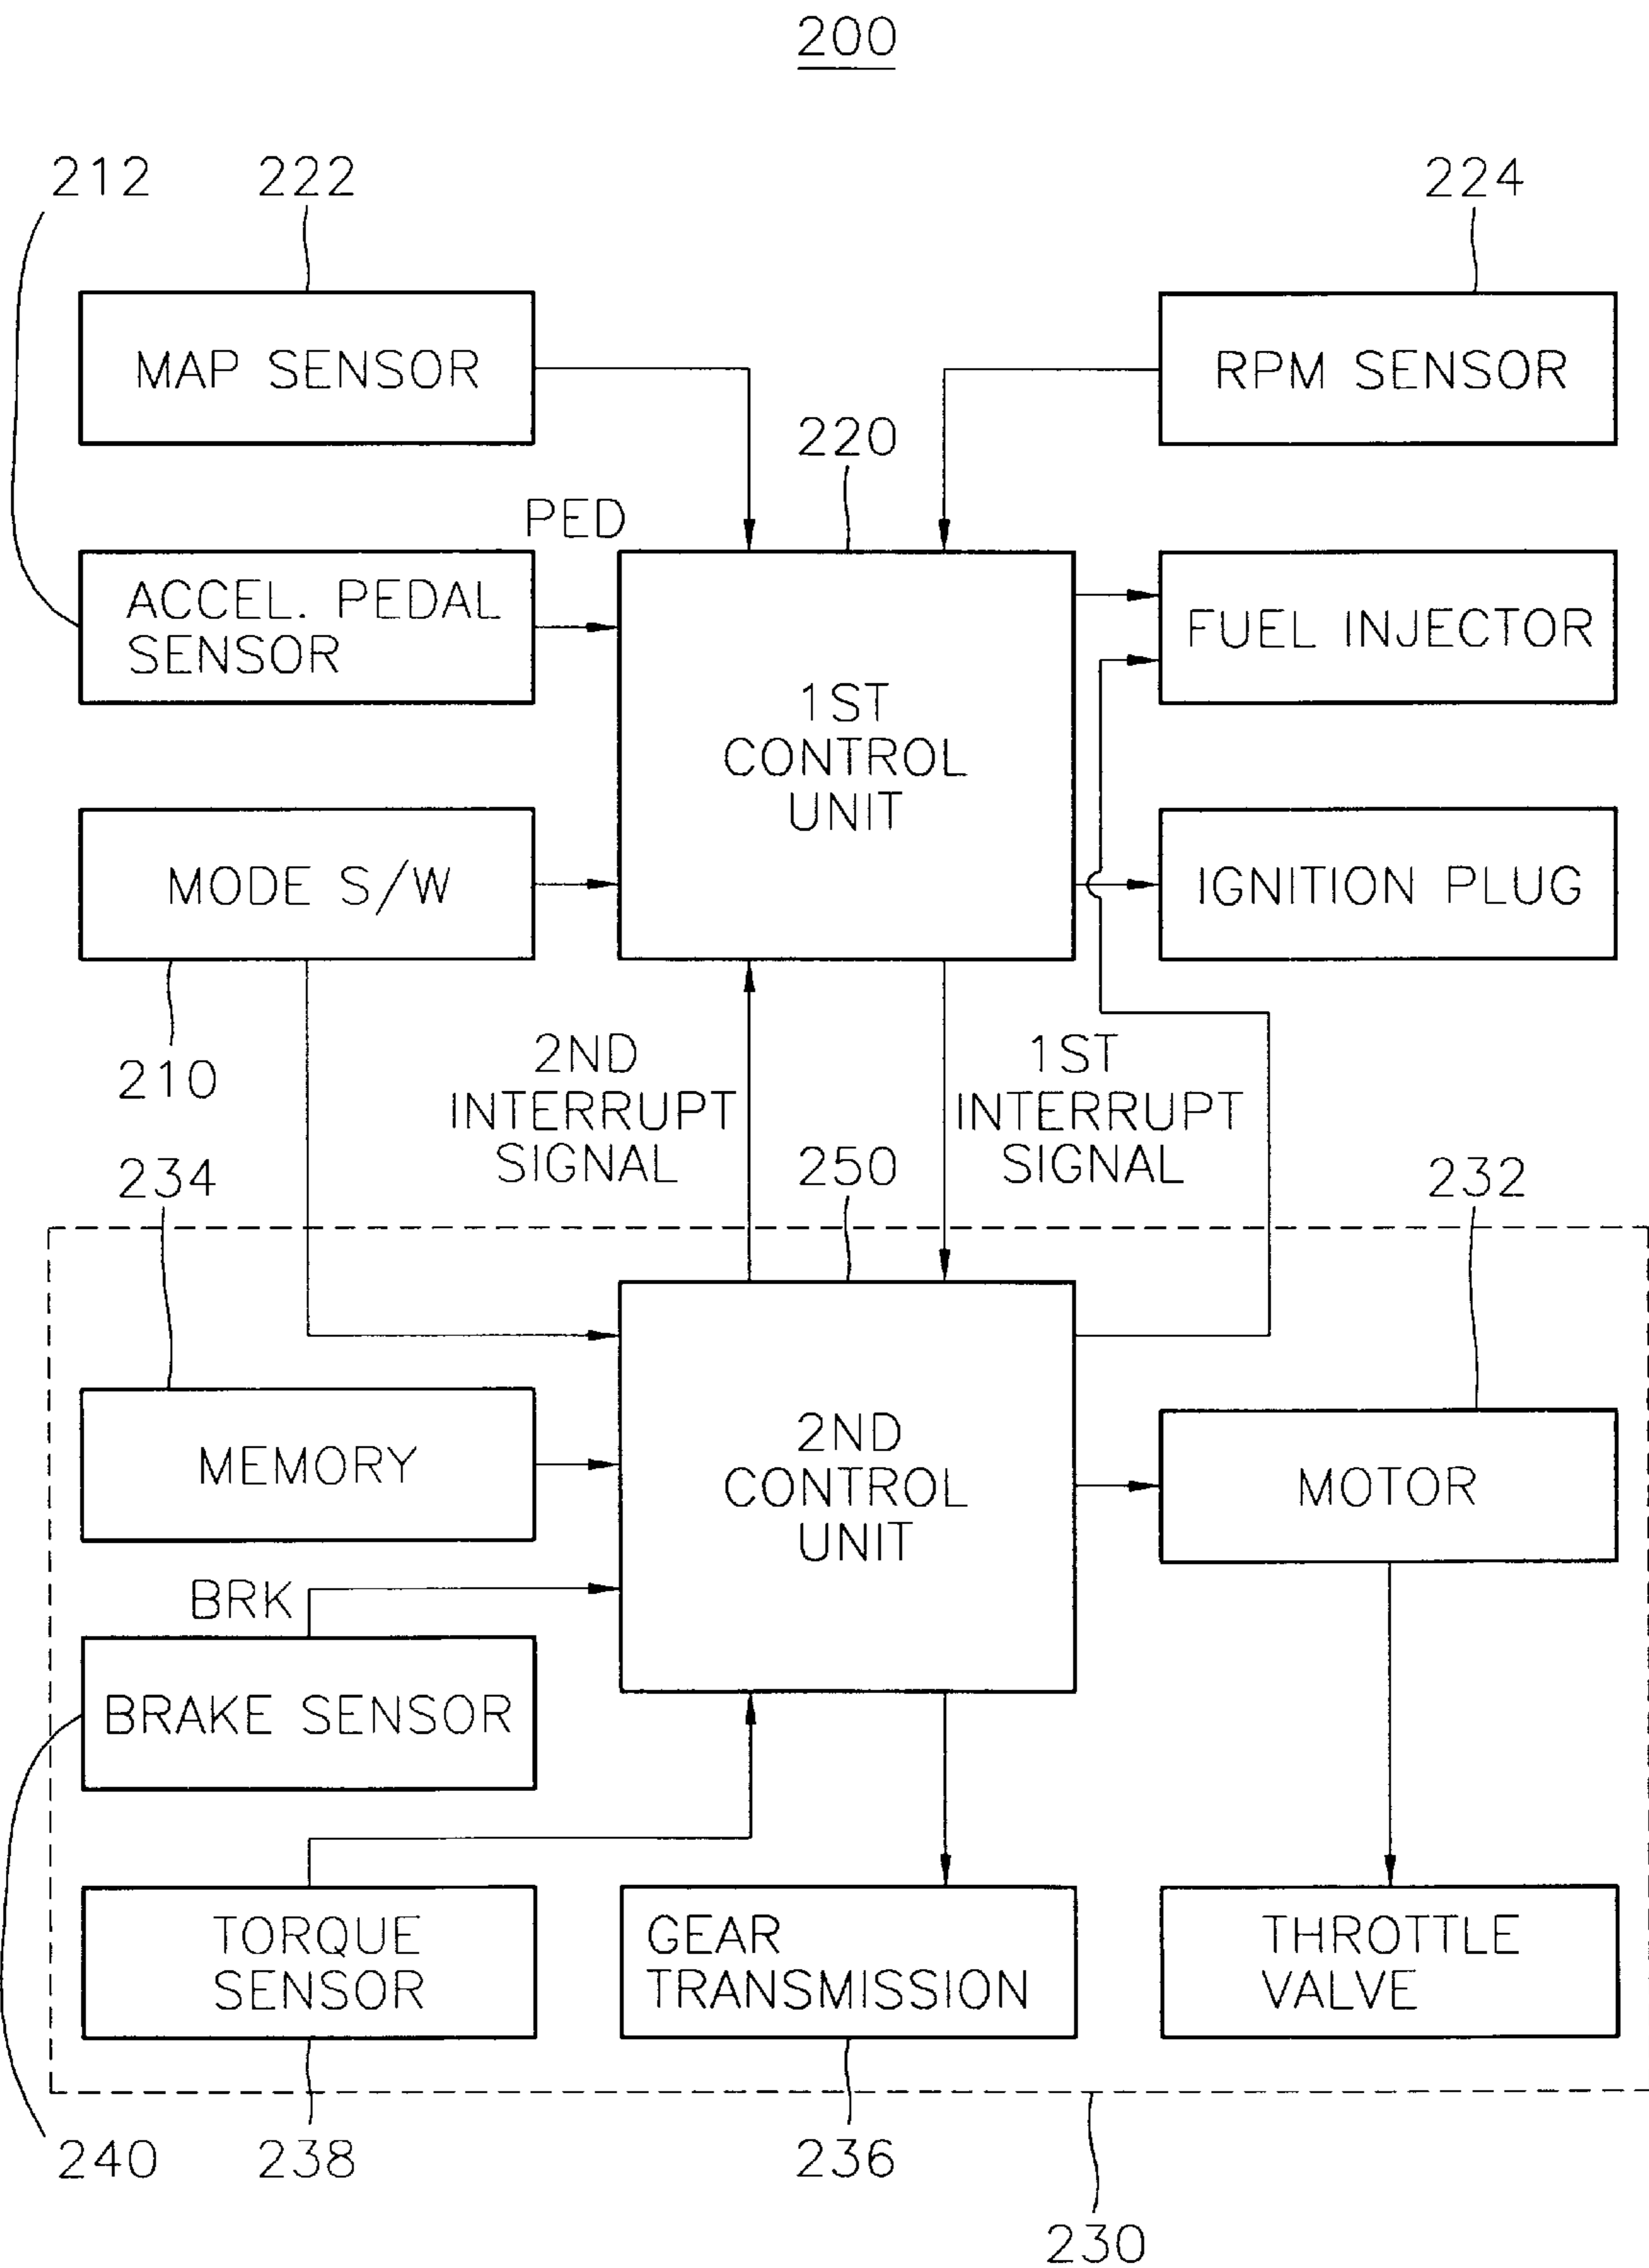 200
212
222
224
MAP SENSOR
RPM SENSOR
220
PED
ACCEL. PEDAL
SENSOR
1ST
CONTROL
UNIT
FUEL INJECTOR
MODE S/W
IGNITION PLUG
210
2ND
INTERRUPT
SIGNAL
1ST
INTERRUPT
SIGNAL
234
250
232
MEMORY
2ND
CONTROL
UNIT
MOTOR
BRK
BRAKE SENSOR
TORQUE
SENSOR
GEAR
TRANSMISSION
THROTTLE
VALVE
240
238
236
230